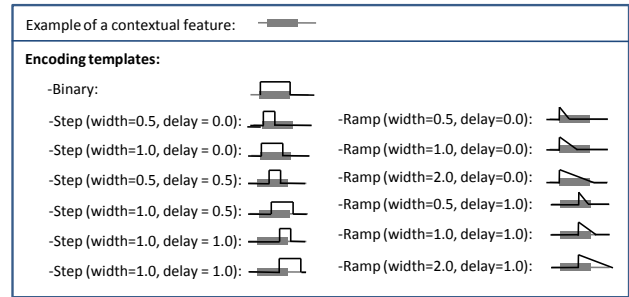 Example of a contextual feature:
Encoding templates:
-Binary:
-Step (width=0.5, delay = 0.0):
-Step (width=1.0, delay = 0.0):
-Step (width=0.5, delay = 0.5):
-Step (width=1.0, delay = 0.5):
-Step (width=1.0, delay = 1.0):
-Step (width=1.0, delay = 1.0):
-Ramp (width=0.5, delay=0.0):
-Ramp (width=1.0, delay=0.0):
-Ramp (width=2.0, delay=0.0):
-Ramp (width=0.5, delay=1.0):
-Ramp (width=1.0, delay=1.0):
-Ramp (width=2.0, delay=1.0):